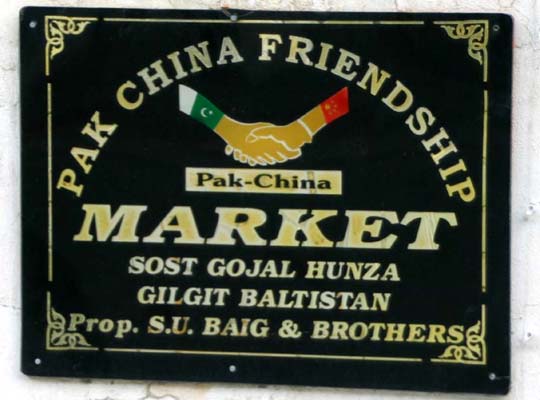 PAK CHINA FRIENDSHIP
Pak-China
MARKET
SOST GOJAL HUNZA
GILGIT BALTISTAN
Prop. S.U. BAIG & BROTHERS